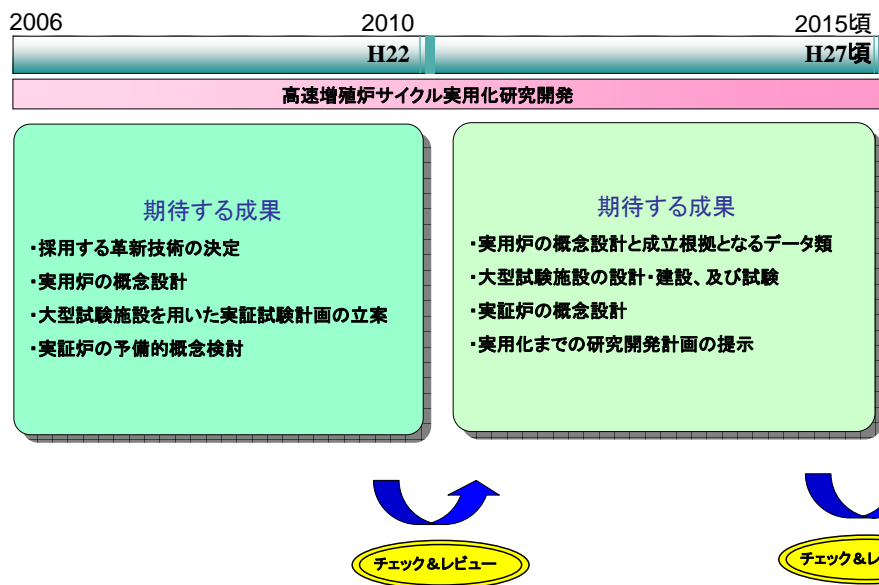 2006
2010
2015頃
H22
H27頃
高速増殖炉サイクル実用化研究開発
期待する成果
・採用する革新技術の決定
・実用炉の概念設計
・大型試験施設を用いた実証試験計画の立案
・実証炉の予備的概念検討
期待する成果
・実用炉の概念設計と成立根拠となるデータ類
・大型試験施設の設計・建設、及び試験
・実証炉の概念設計
・実用化までの研究開発計画の提示
チェック&レビュー
チェック&レ